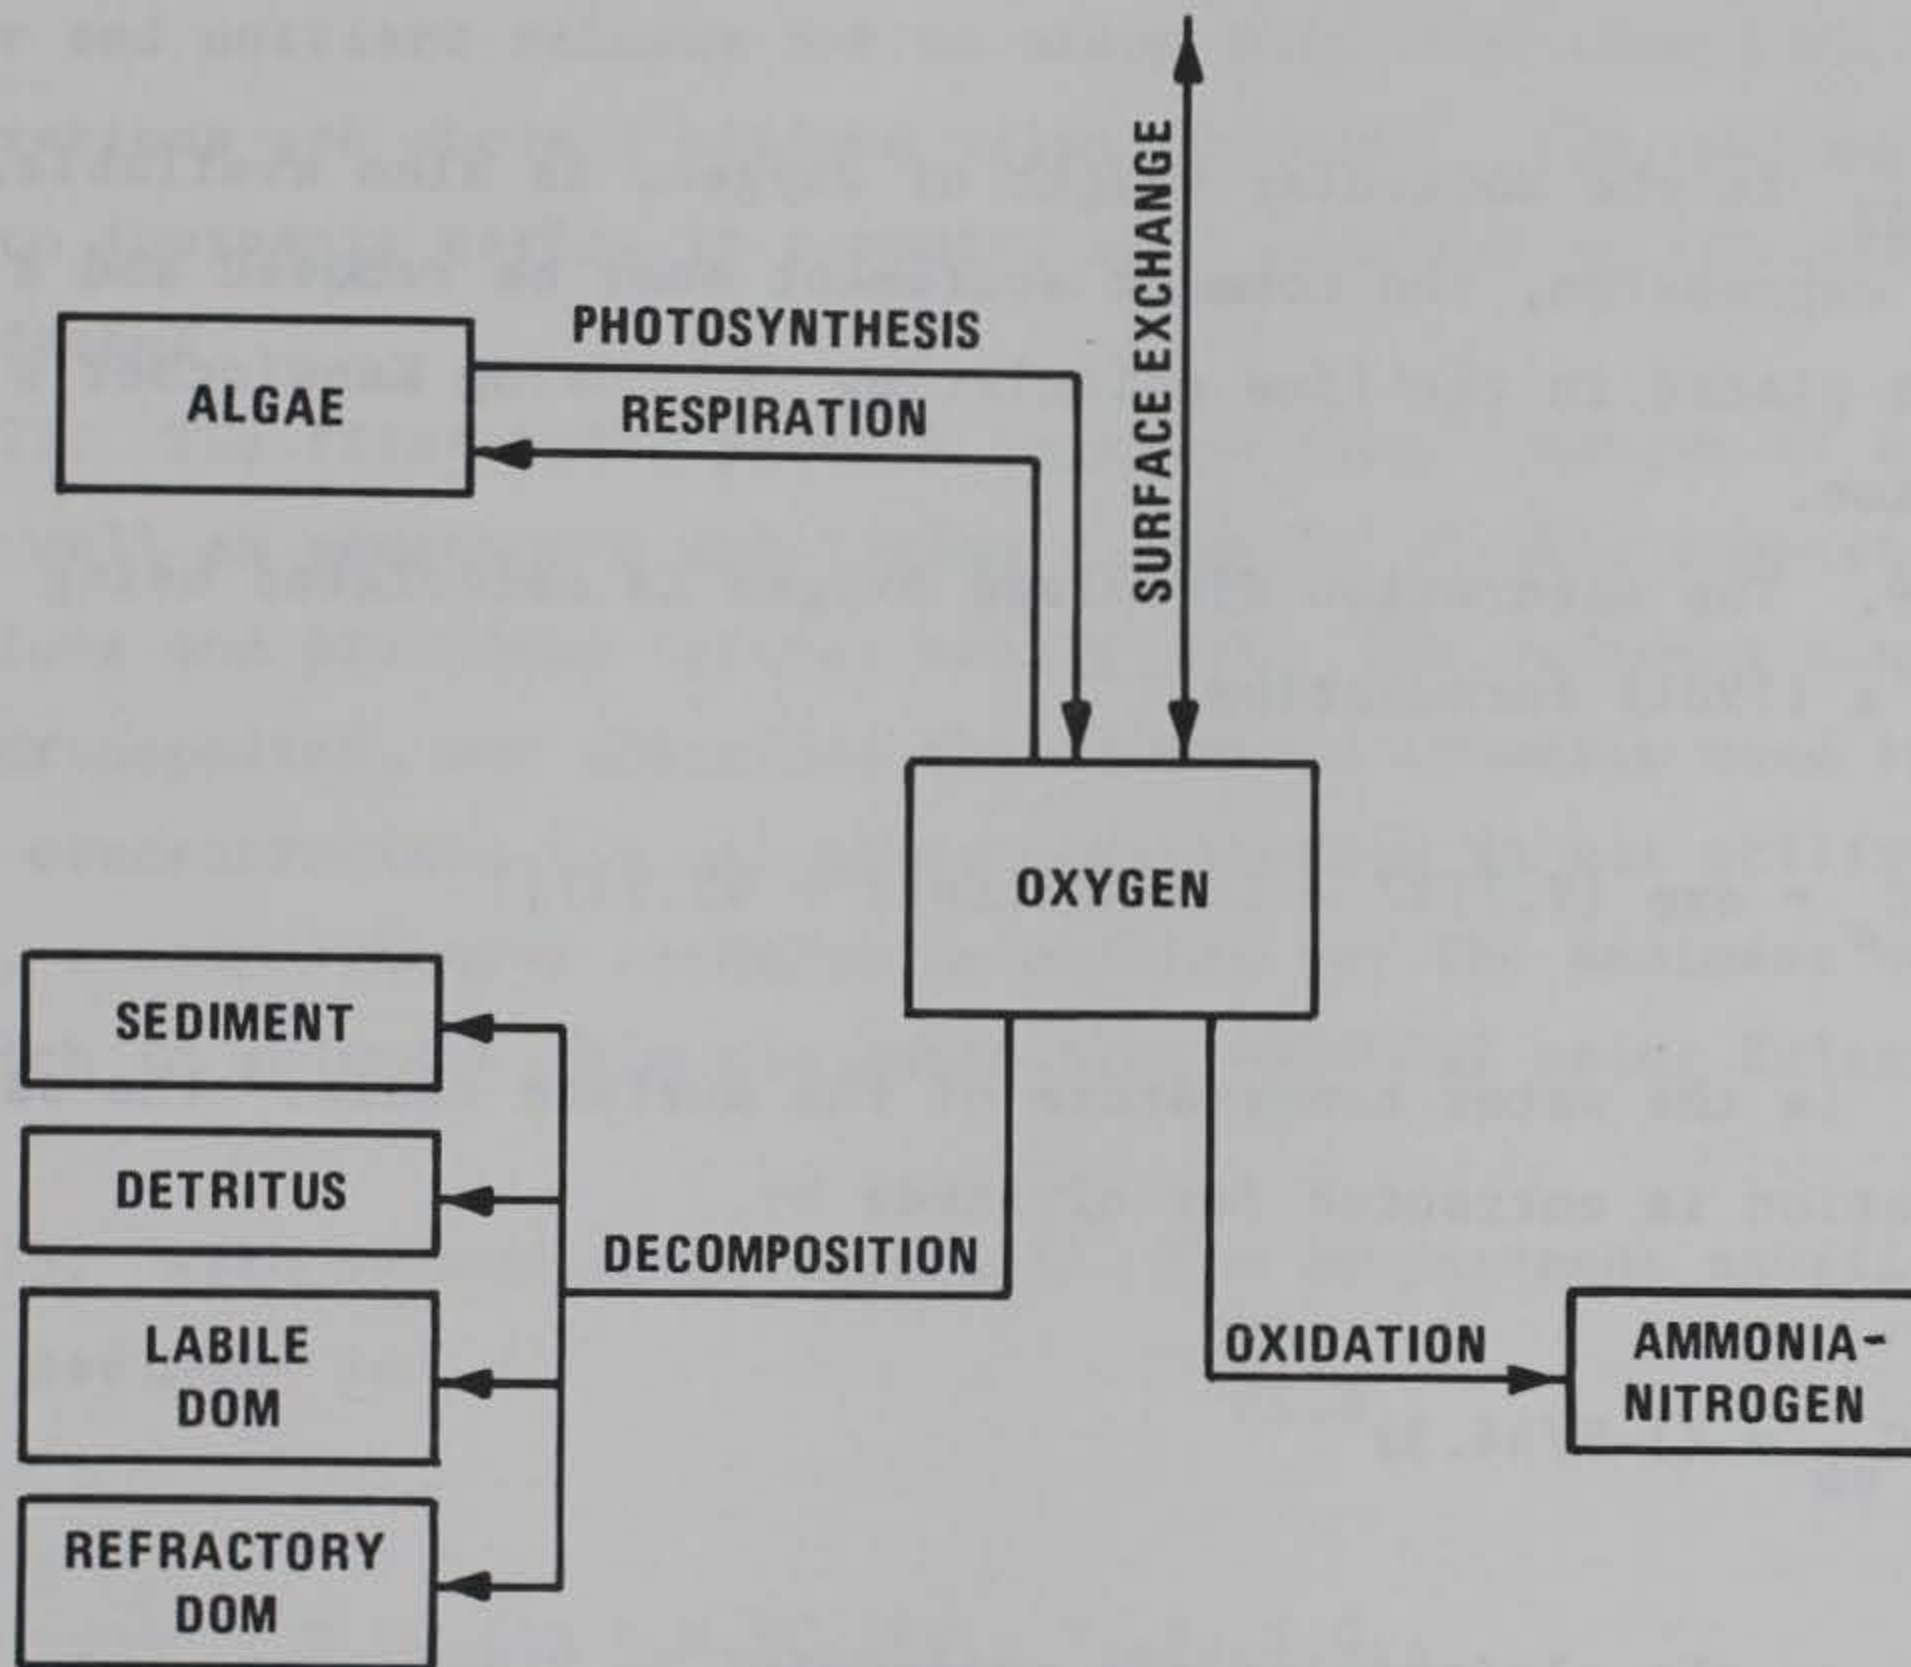 SURFACE EXCHANGE
PHOTOSYNTHESIS
ALGAE
RESPIRATION
OXYGEN
SEDIMENT
DETRITUS
DECOMPOSITION
LABILE
DOM
OXIDATION
AMMONIA-
NITROGEN
REFRACTORY
DOM